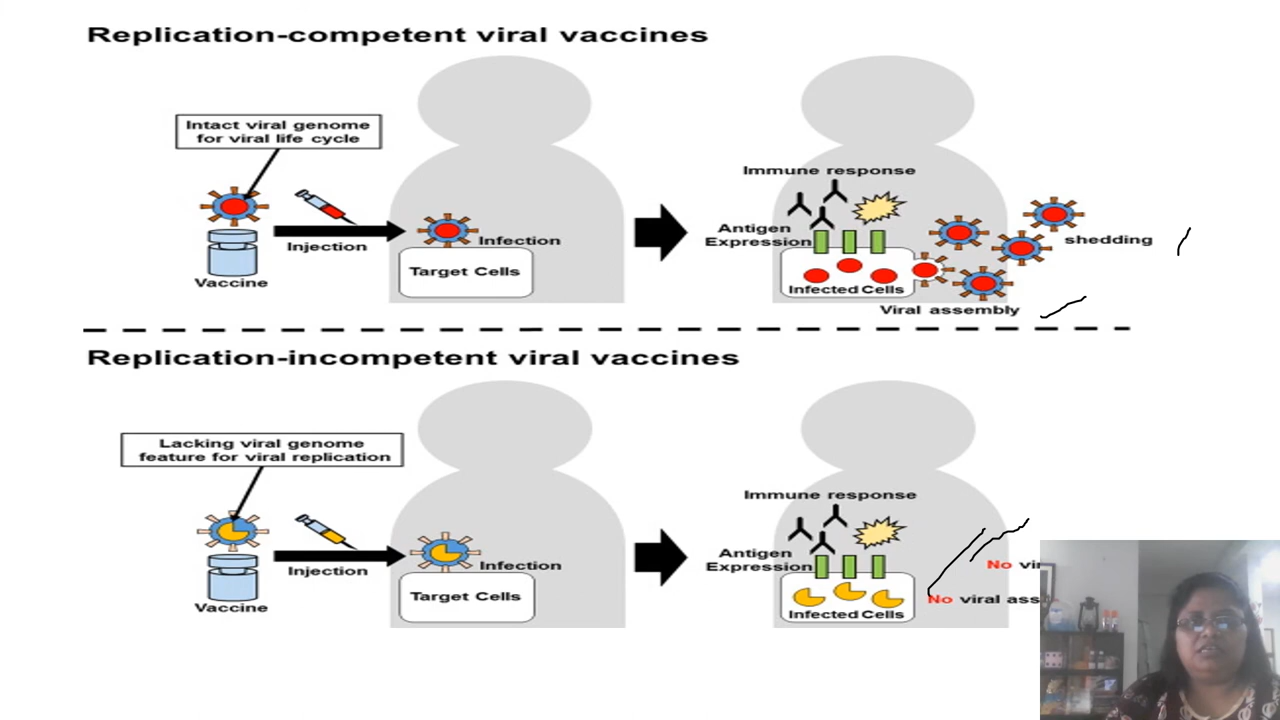 Replication-competent viral vaccines
Intact viral genome
for viral life cycle
Injection
Vaccine
Infection
Target Cells
Immune response
Antigen
Expression
Infected Cells
shedding
Viral assembly
Replication-incompetent viral vaccines
Lacking viral genome
feature for viral replication
Injection
Vaccine
Infection
Target Cells
Immune response
Antigen
Expression
Infected Cells
No
No viral